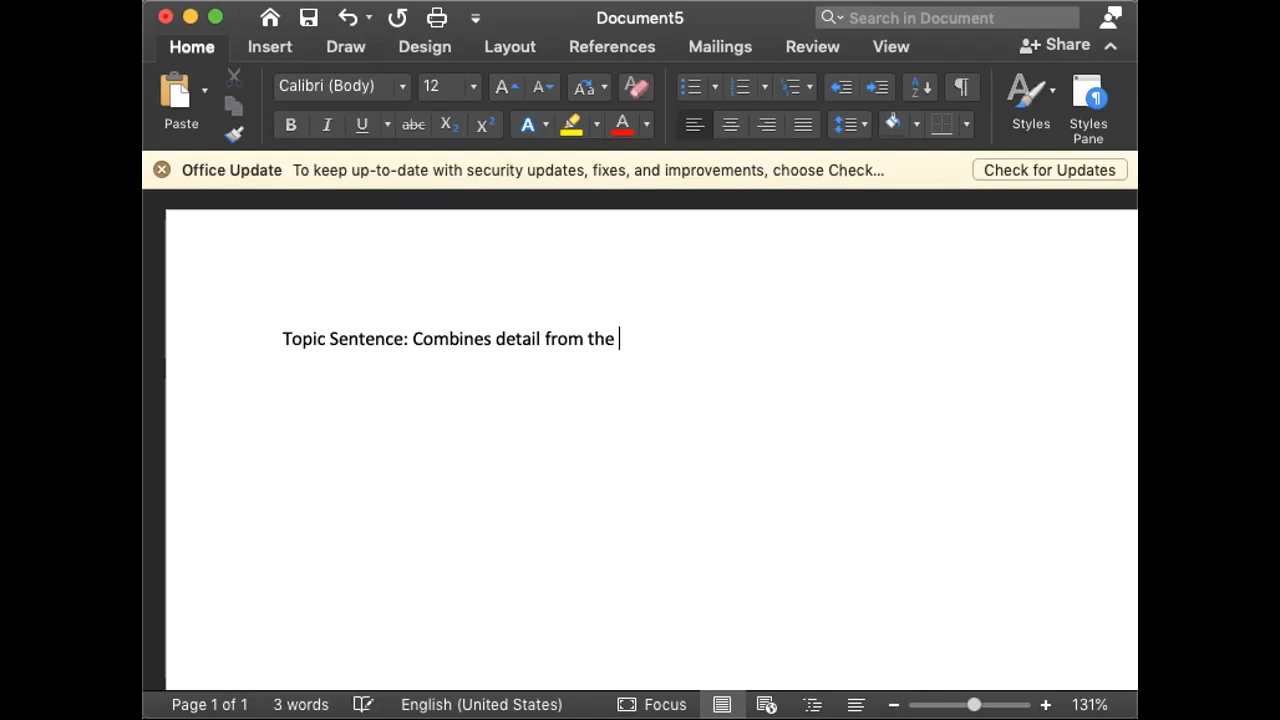 Document5
Search in Document
Home Insert Draw Design Layout References Mailings Review View Share
Calibri (Body) 12
Paste Styles Styles Pane
Office Update To keep up-to-date with security updates, fixes, and improvements, choose Check... Check for Updates
Topic Sentence: Combines detail from the
Page 1 of 1 3 words English (United States) Focus 131%